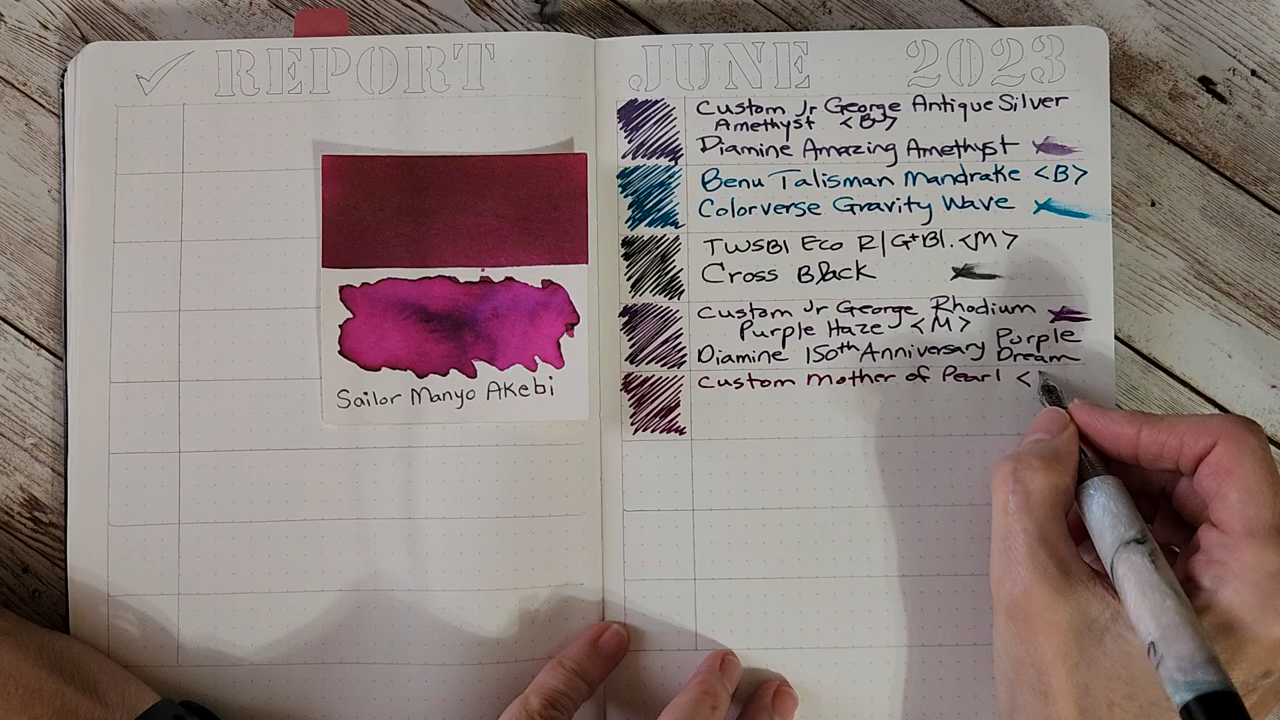 REPORT
Sailor Manyo Akebi
JUNE 2023
Custom Jr George Antique Silver
Amethyst <B>
Diamine Amazing Amethyst
Benu Talisman Mandrake <B>
Colorverse Gravity Wave
TWSBI Eco R|G+Bl. <M>
Cross Black
Custom Jr George Rhodium
Purple Haze <M>
Diamine 150th Anniversary Purple
Dream
Custom Mother of Pearl <